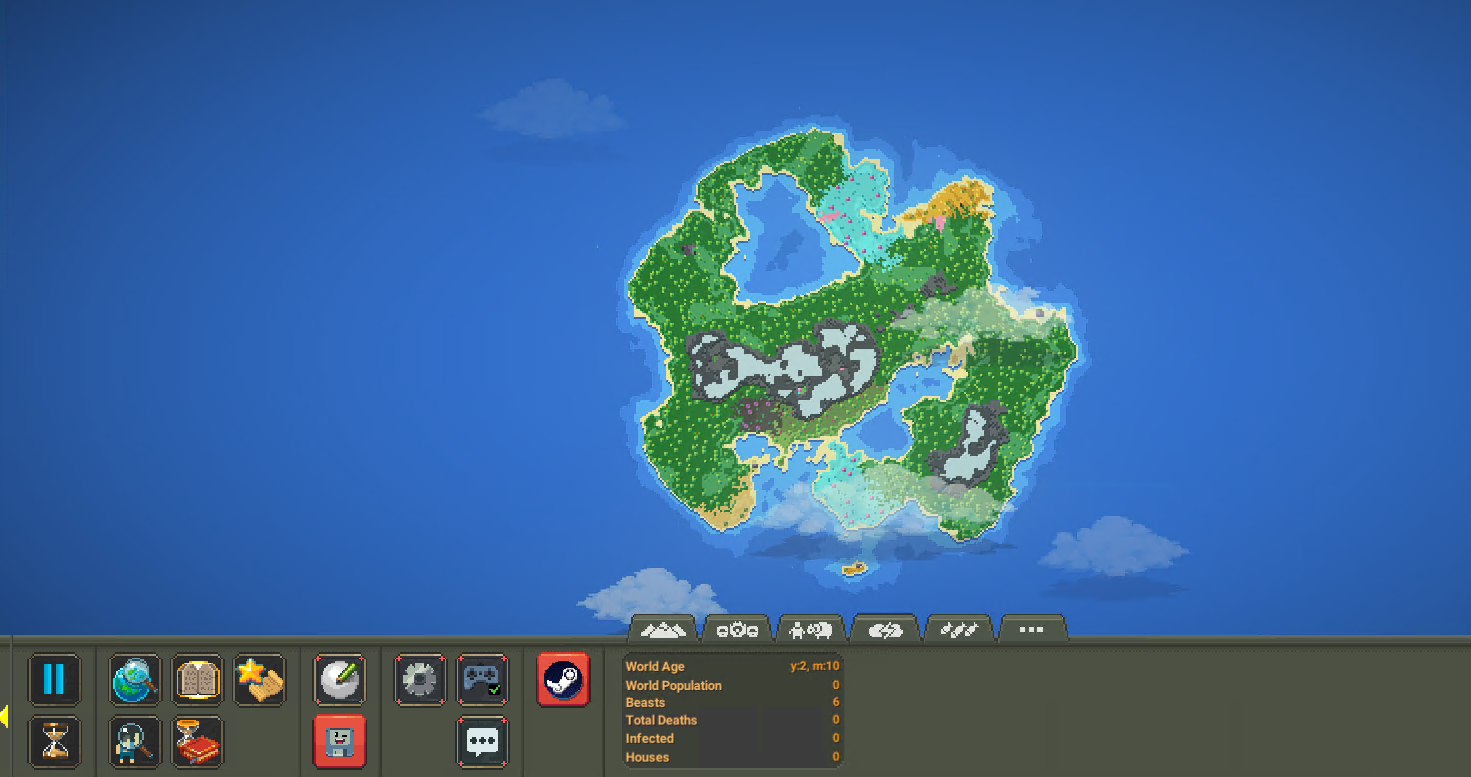 World Age y:2, m:10
World Population 0
Beasts 6
Total Deaths 0
Infected 0
Houses 0